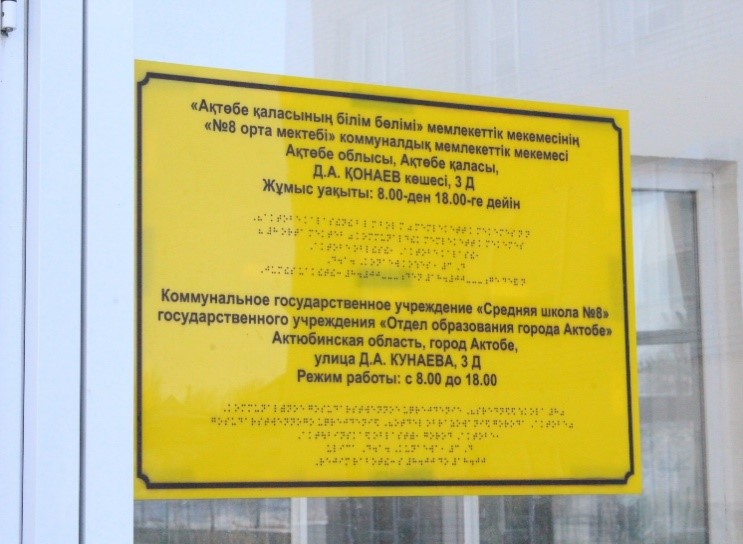 «Ақтөбе қаласының білім бөлімі» мемлекеттік мекемесінің
«№8 орта мектебі» коммуналдық мемлекеттік мекемесі
Ақтөбе облысы, Ақтөбе қаласы,
Д.А. ҚОНАЕВ көшесі, 3 Д
Жұмыс уақыты: 8.00-ден 18.00-ге дейін
Коммунальное государственное учреждение «Средняя школа №8»
государственного учреждения «Отдел образования города Актобе»
Актюбинская область, город Актобе,
улица Д.А. КУНАЕВА, 3 Д
Режим работы: с 8.00 до 18.00